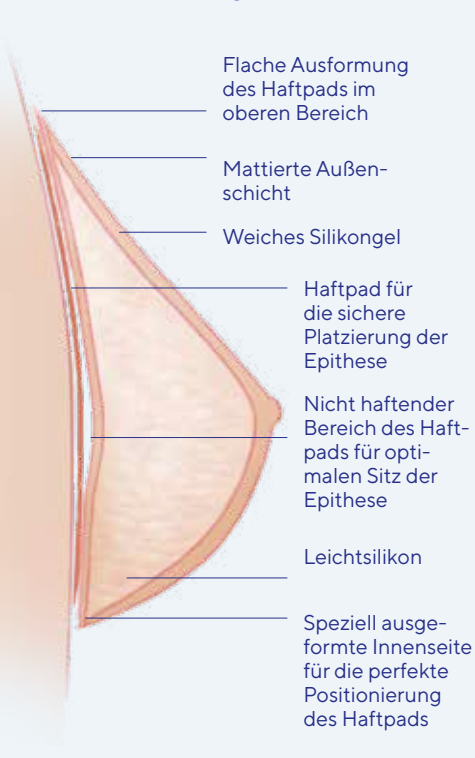 Flache Ausformung
des Haftpads im
oberen Bereich
Mattierte Außen-
schicht
Weiches Silikongel
Haftpad für
die sichere
Platzierung der
Epithese
Nicht haftender
Bereich des Haft-
pads für opti-
malen Sitz der
Epithese
Leichtsilikon
Speziell ausge-
formte Innenseite
für die perfekte
Positionierung
des Haftpads